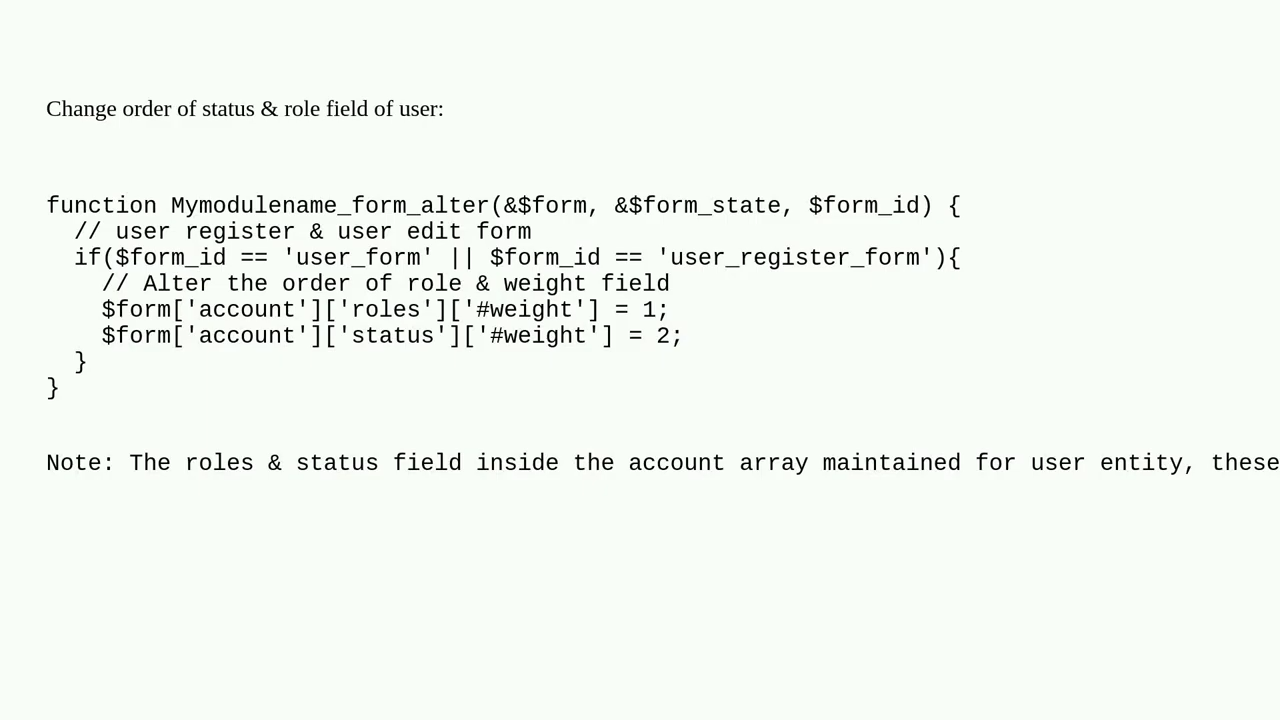 Change order of status & role field of user:
function Mymodulename_form_alter(&$form, &$form_state, $form_id) {
  // user register & user edit form
  if($form_id == 'user_form' || $form_id == 'user_register_form'){
    // Alter the order of role & weight field
    $form['account']['roles']['#weight'] = 1;
    $form['account']['status']['#weight'] = 2;
  }
}
Note: The roles & status field inside the account array maintained for user entity, these